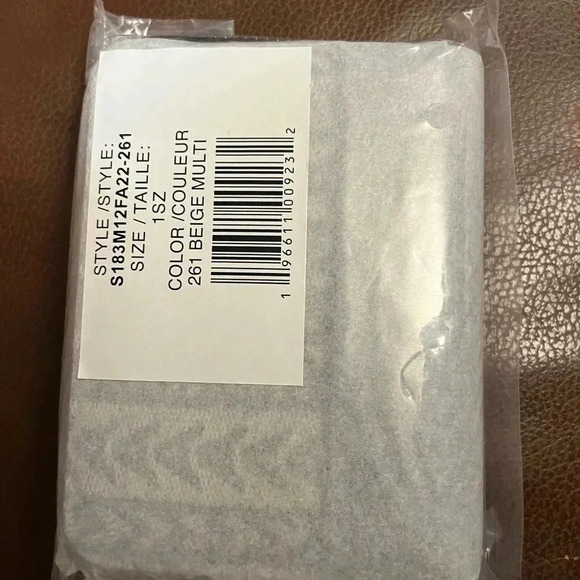 STYLE /STYLE:
S183M12FA22-261
SIZE / TAILLE:
1SZ
COLOR /COULEUR
261 BEIGE MULTI
1 96611 00923 2